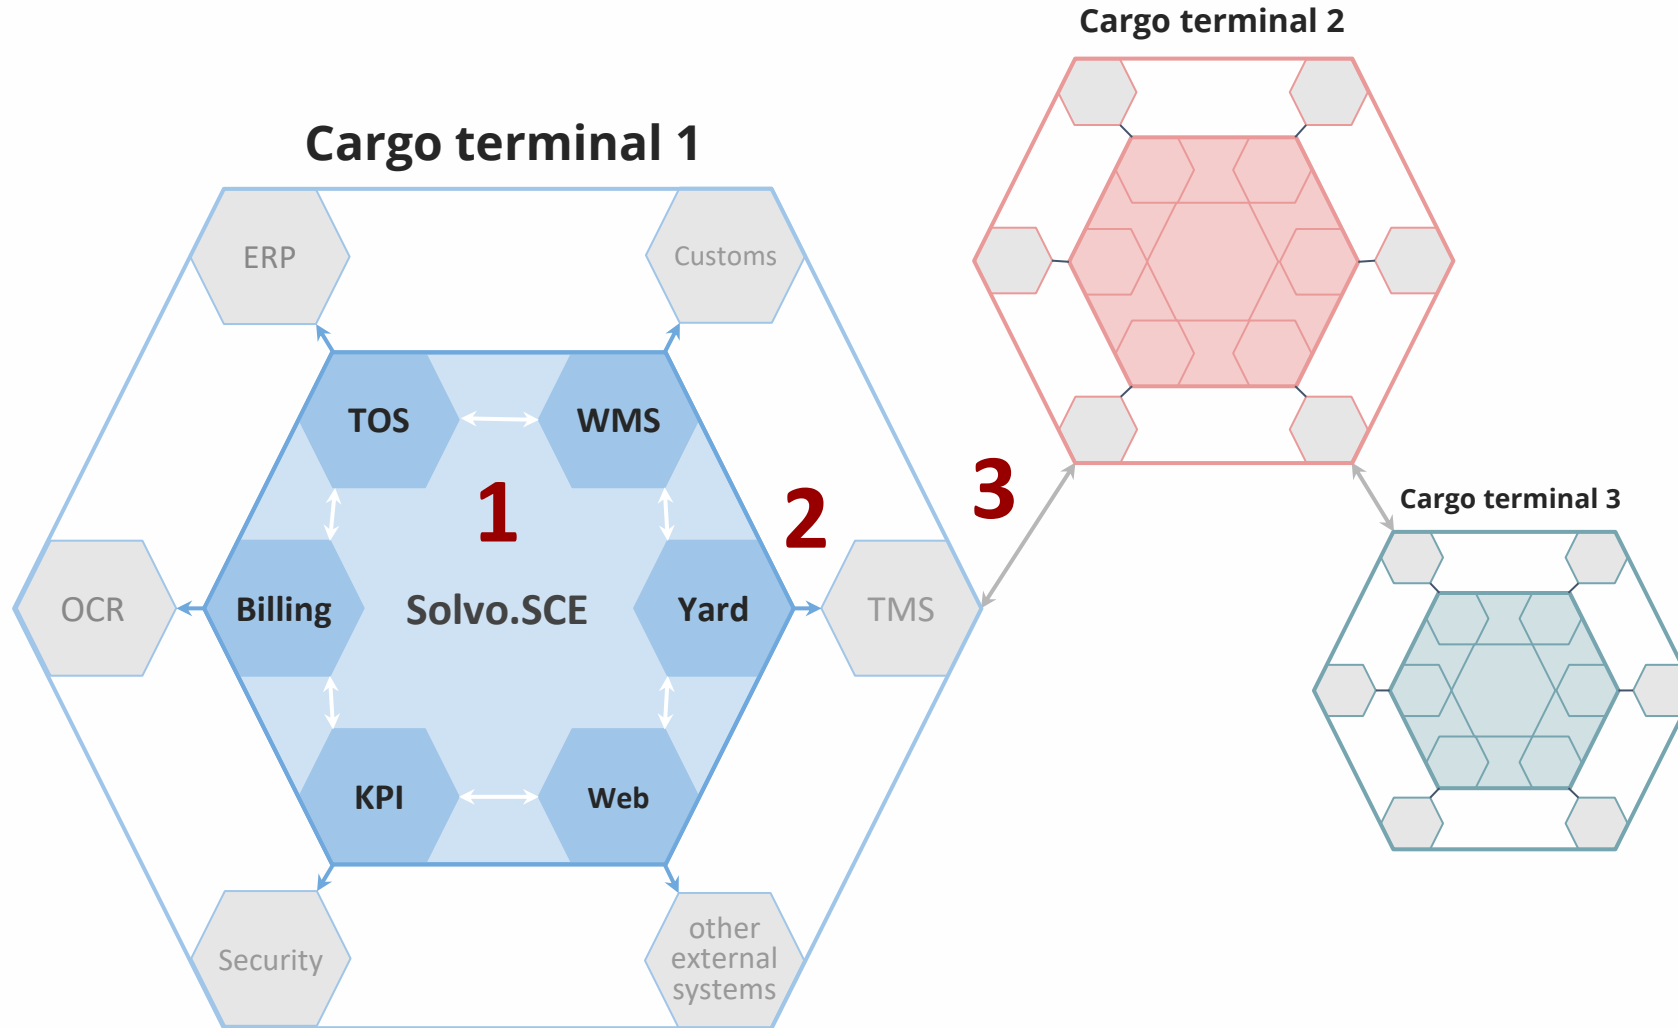 Cargo terminal 2
Cargo terminal 1
ERP
Customs
TOS
WMS
1
2
3
Cargo terminal 3
OCR
Billing
Solvo.SCE
Yard
TMS
KPI
Web
Security
other
external
systems